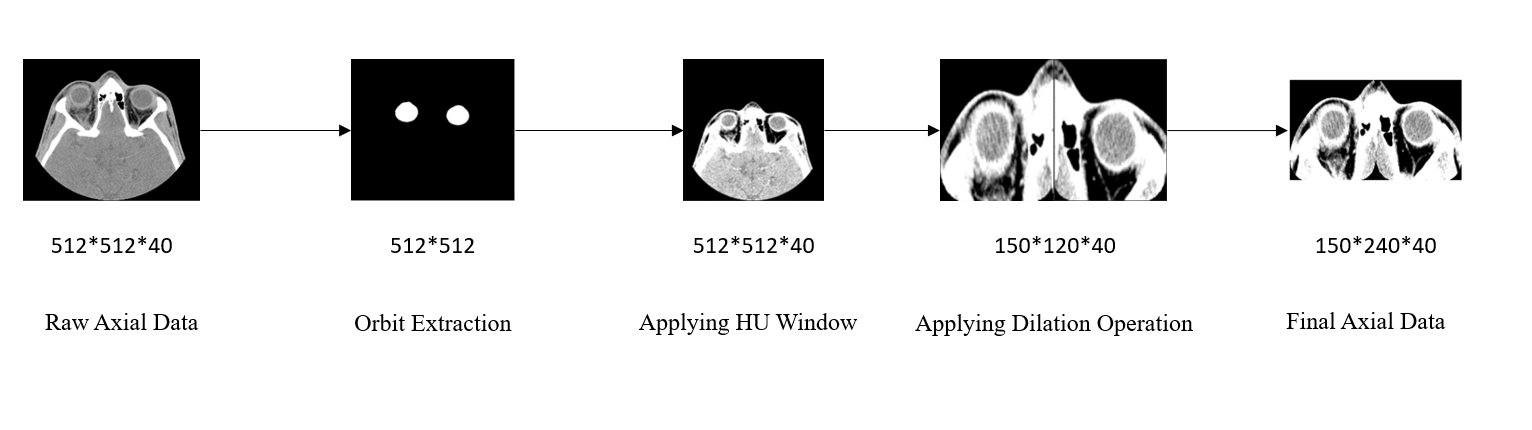 512*512*40
512*512
512*512*40
150*120*40
150*240*40
Raw Axial Data
Orbit Extraction
Applying HU Window
Applying Dilation Operation
Final Axial Data